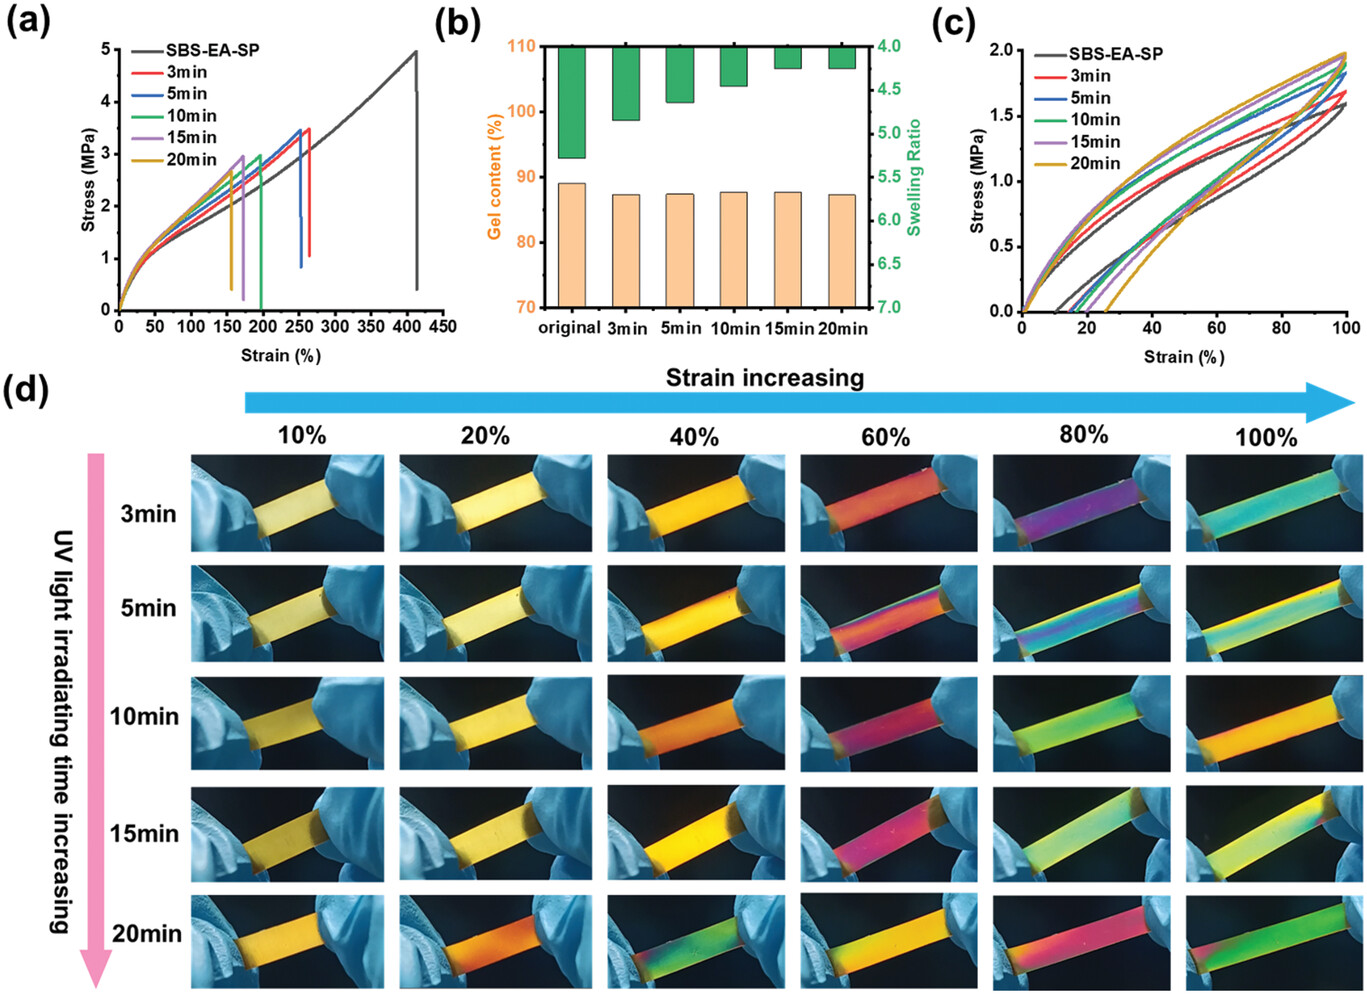 (a)
5
4
3
2
1
0
Stress (MPa)
SBS-EA-SP
3min
5min
10min
15min
20min
0 50 100 150 200 250 300 350 400 450
Strain (%)
(b)
110
100
90
80
70
Gel content (%)
4.0
4.5
5.0
5.5
6.0
6.5
7.0
Swelling Ratio
original 3min 5min 10min 15min 20min
(c)
2.0
1.5
1.0
0.5
0.0
Stress (MPa)
SBS-EA-SP
3min
5min
10min
15min
20min
0 20 40 60 80 100
Strain (%)
(d)
Strain increasing
10% 20% 40% 60% 80% 100%
UV light irradiating time increasing
3min
5min
10min
15min
20min